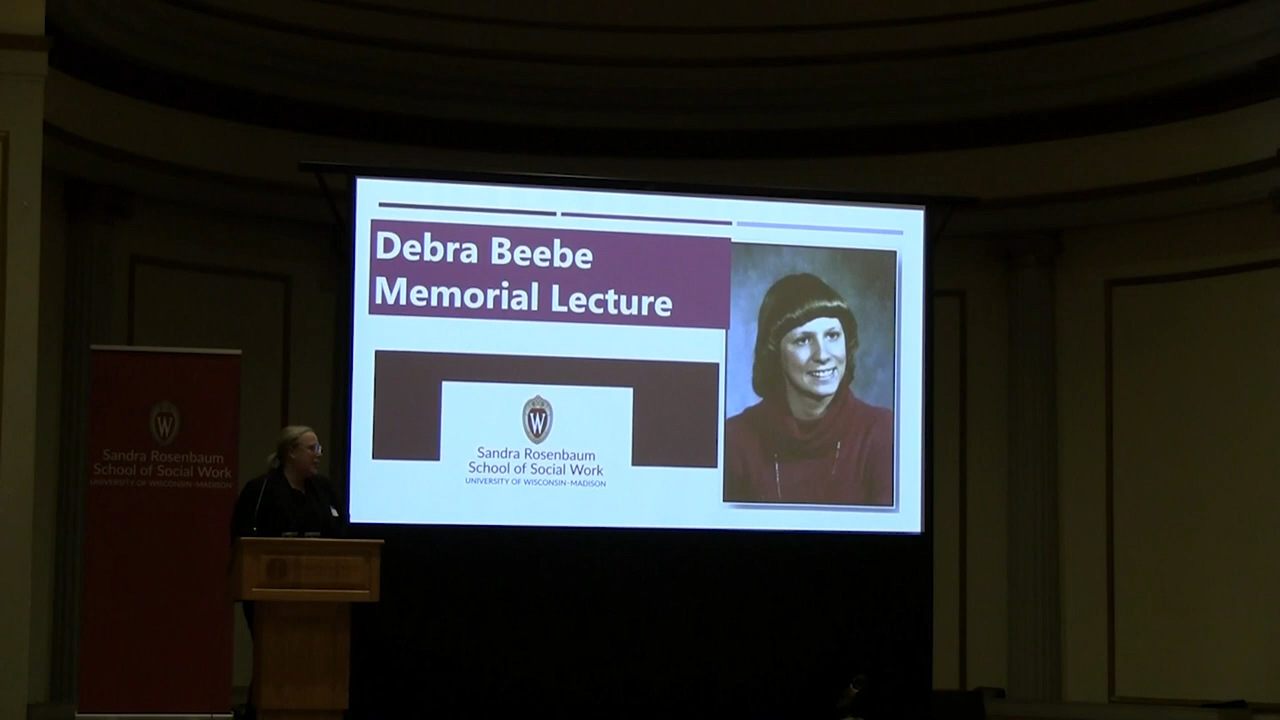 Debra Beebe
Memorial Lecture
W
Sandra Rosenbaum
School of Social Work
UNIVERSITY OF WISCONSIN-MADISON
W
Sandra Rosenbaum
School of Social Work
UNIVERSITY OF WISCONSIN-MADISON